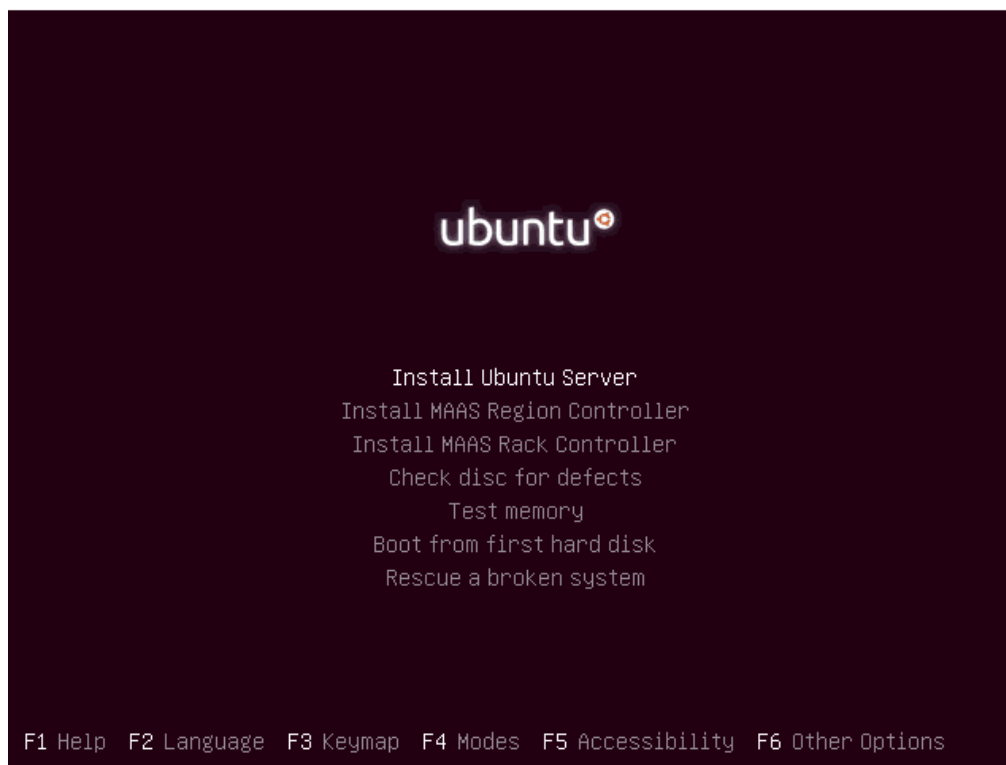 ubuntu
Install Ubuntu Server
Install MAAS Region Controller
Install MAAS Rack Controller
Check disc for defects
Test memory
Boot from first hard disk
Rescue a broken system
F1 Help F2 Language F3 Keymap F4 Modes F5 Accessibility F6 Other Options